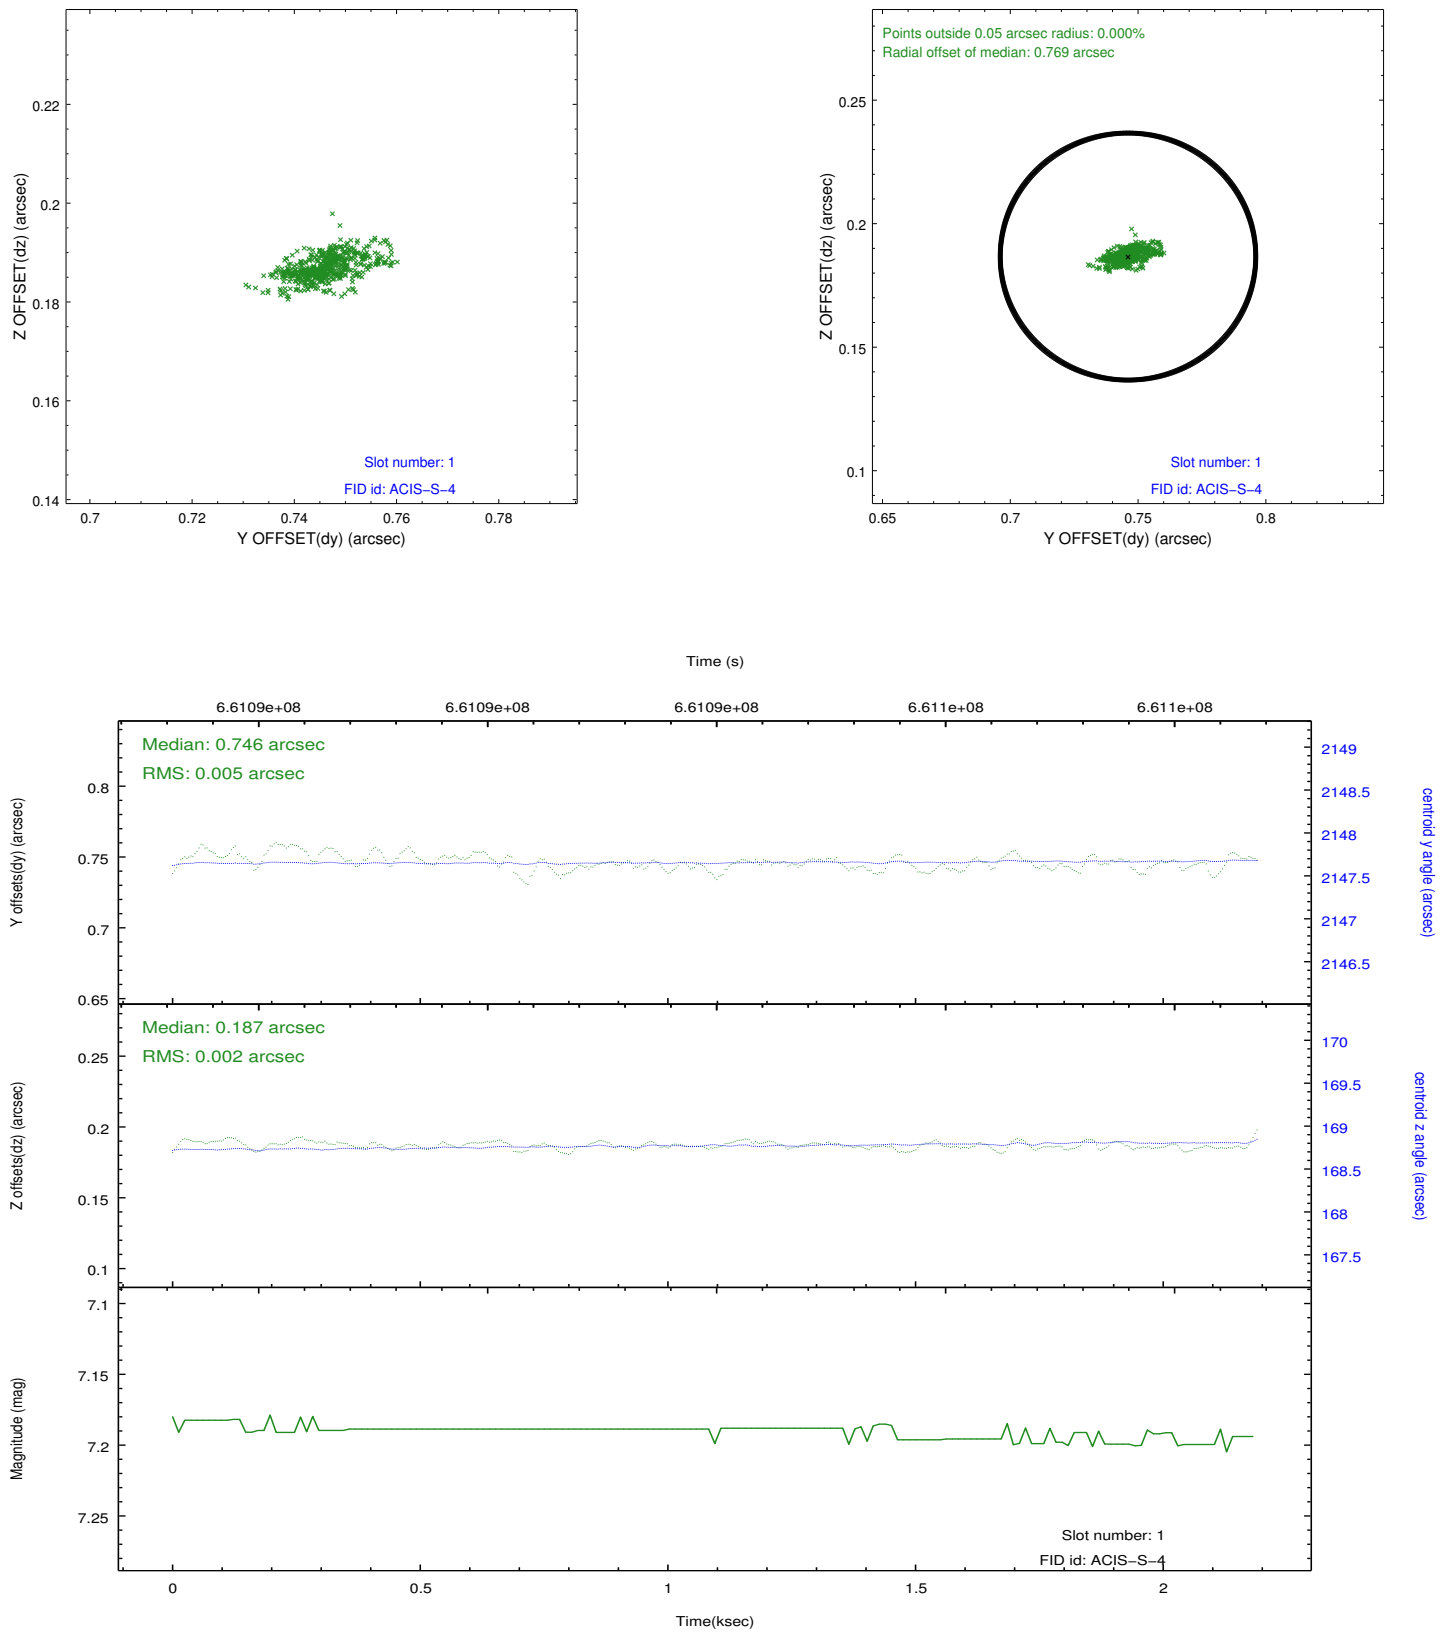 0.22
0.2
0.18
0.16
0.14
Z OFFSET(dz) (arcsec)
Slot number: 1
FID id: ACIS-S-4
0.7 0.72 0.74 0.76 0.78
Y OFFSET(dy) (arcsec)
Points outside 0.05 arcsec radius: 0.000%
Radial offset of median: 0.769 arcsec
0.25
0.2
0.15
0.1
Z OFFSET(dz) (arcsec)
Slot number: 1
FID id: ACIS-S-4
0.65 0.7 0.75 0.8
Y OFFSET(dy) (arcsec)
Time (s)
6.6109e+08 6.6109e+08 6.6109e+08 6.611e+08 6.611e+08
Median: 0.746 arcsec
RMS: 0.005 arcsec
0.8
0.75
0.7
0.65
Y offsets(dy) (arcsec)
2149
2148.5
2148
2147.5
2147
2146.5
centroid y angle (arcsec)
Median: 0.187 arcsec
RMS: 0.002 arcsec
0.25
0.2
0.15
0.1
Z offsets(dz) (arcsec)
170
169.5
169
168.5
168
167.5
centroid z angle (arcsec)
7.1
7.15
7.2
7.25
Magnitude (mag)
Slot number: 1
FID id: ACIS-S-4
0 0.5 1 1.5 2
Time(ksec)